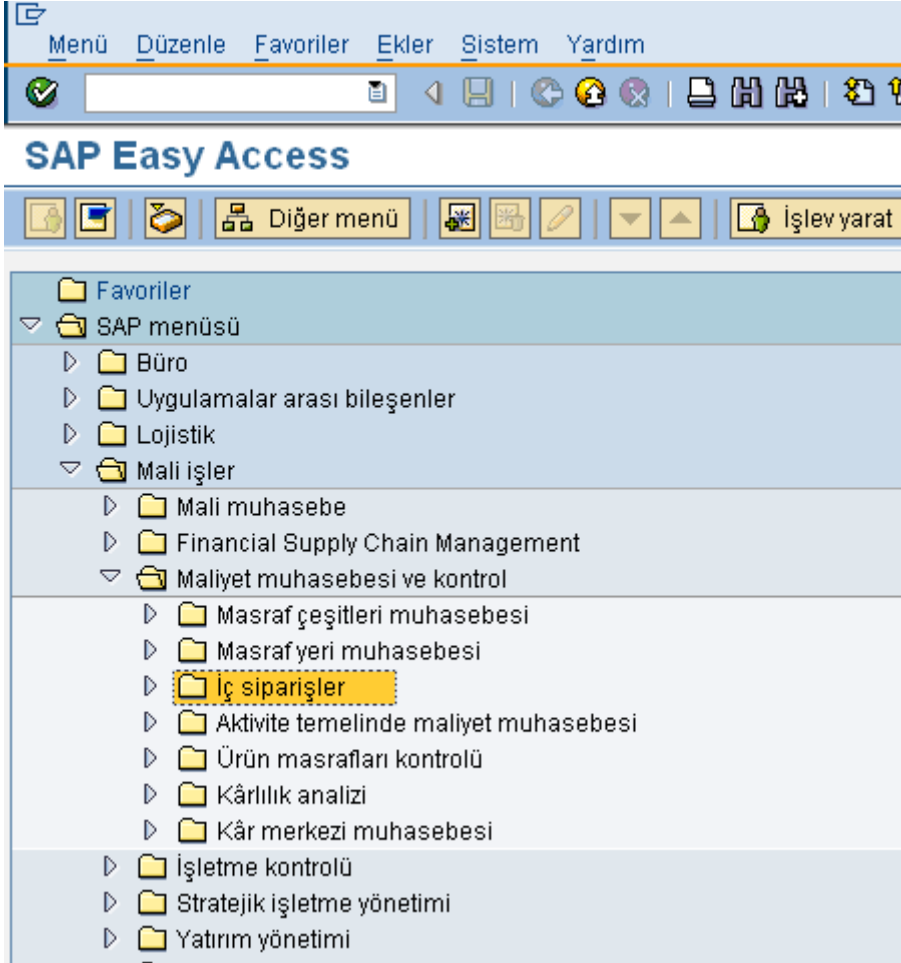 Menü Düzenle Favoriler Ekler Sistem Yardım
SAP Easy Access
Diğer menü İşlev yarat
Favoriler
SAP menüsü
Büro
Uygulamalar arası bileşenler
Lojistik
Mali işler
Mali muhasebe
Financial Supply Chain Management
Maliyet muhasebesi ve kontrol
Masraf çeşitleri muhasebesi
Masraf yeri muhasebesi
İç siparişler
Aktivite temelinde maliyet muhasebesi
Ürün masrafları kontrolü
Kârlılık analizi
Kâr merkezi muhasebesi
İşletme kontrolü
Stratejik işletme yönetimi
Yatırım yönetimi